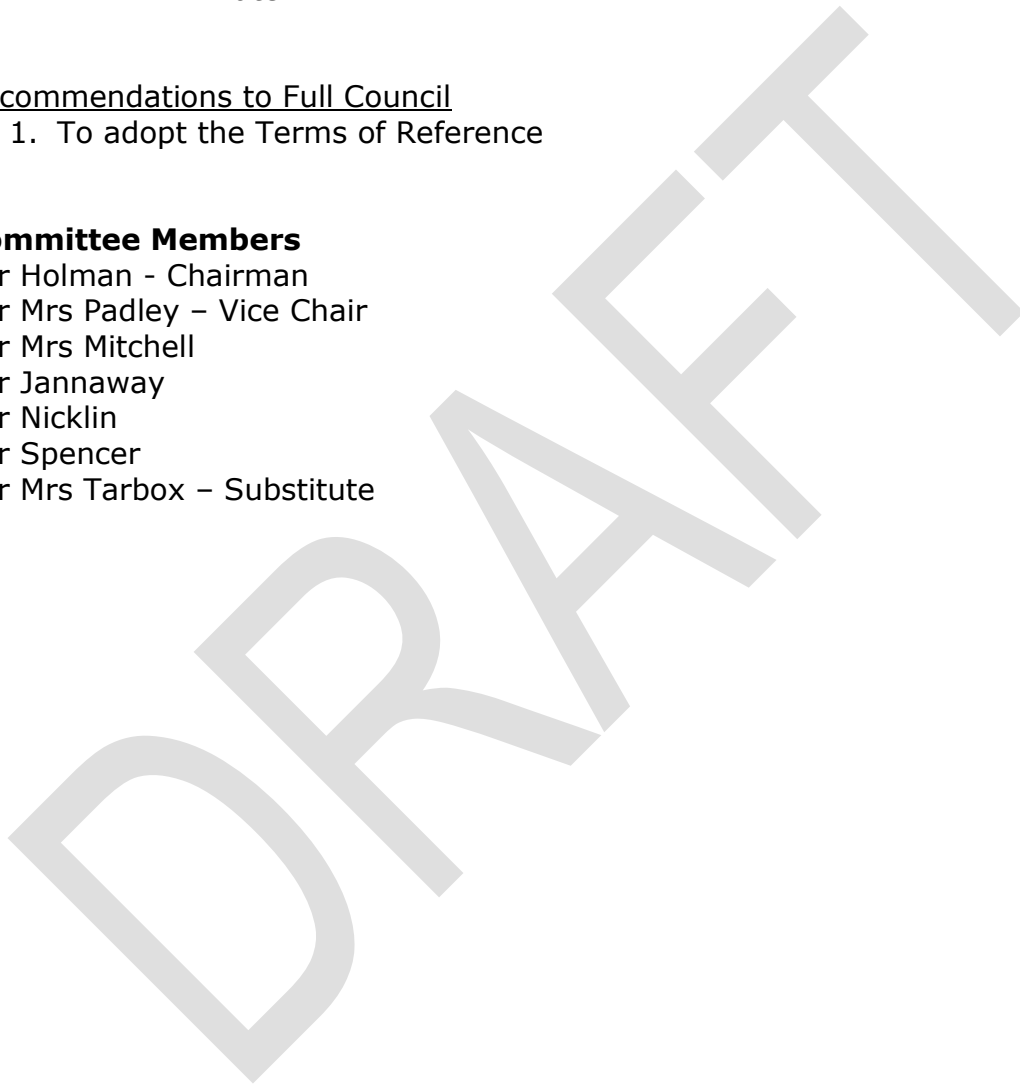 commendations to Full Council
1. To adopt the Terms of Reference
ommittee Members
r Holman - Chairman
r Mrs Padley – Vice Chair
r Mrs Mitchell
r Jannaway
r Nicklin
r Spencer
r Mrs Tarbox – Substitute
DRAFT